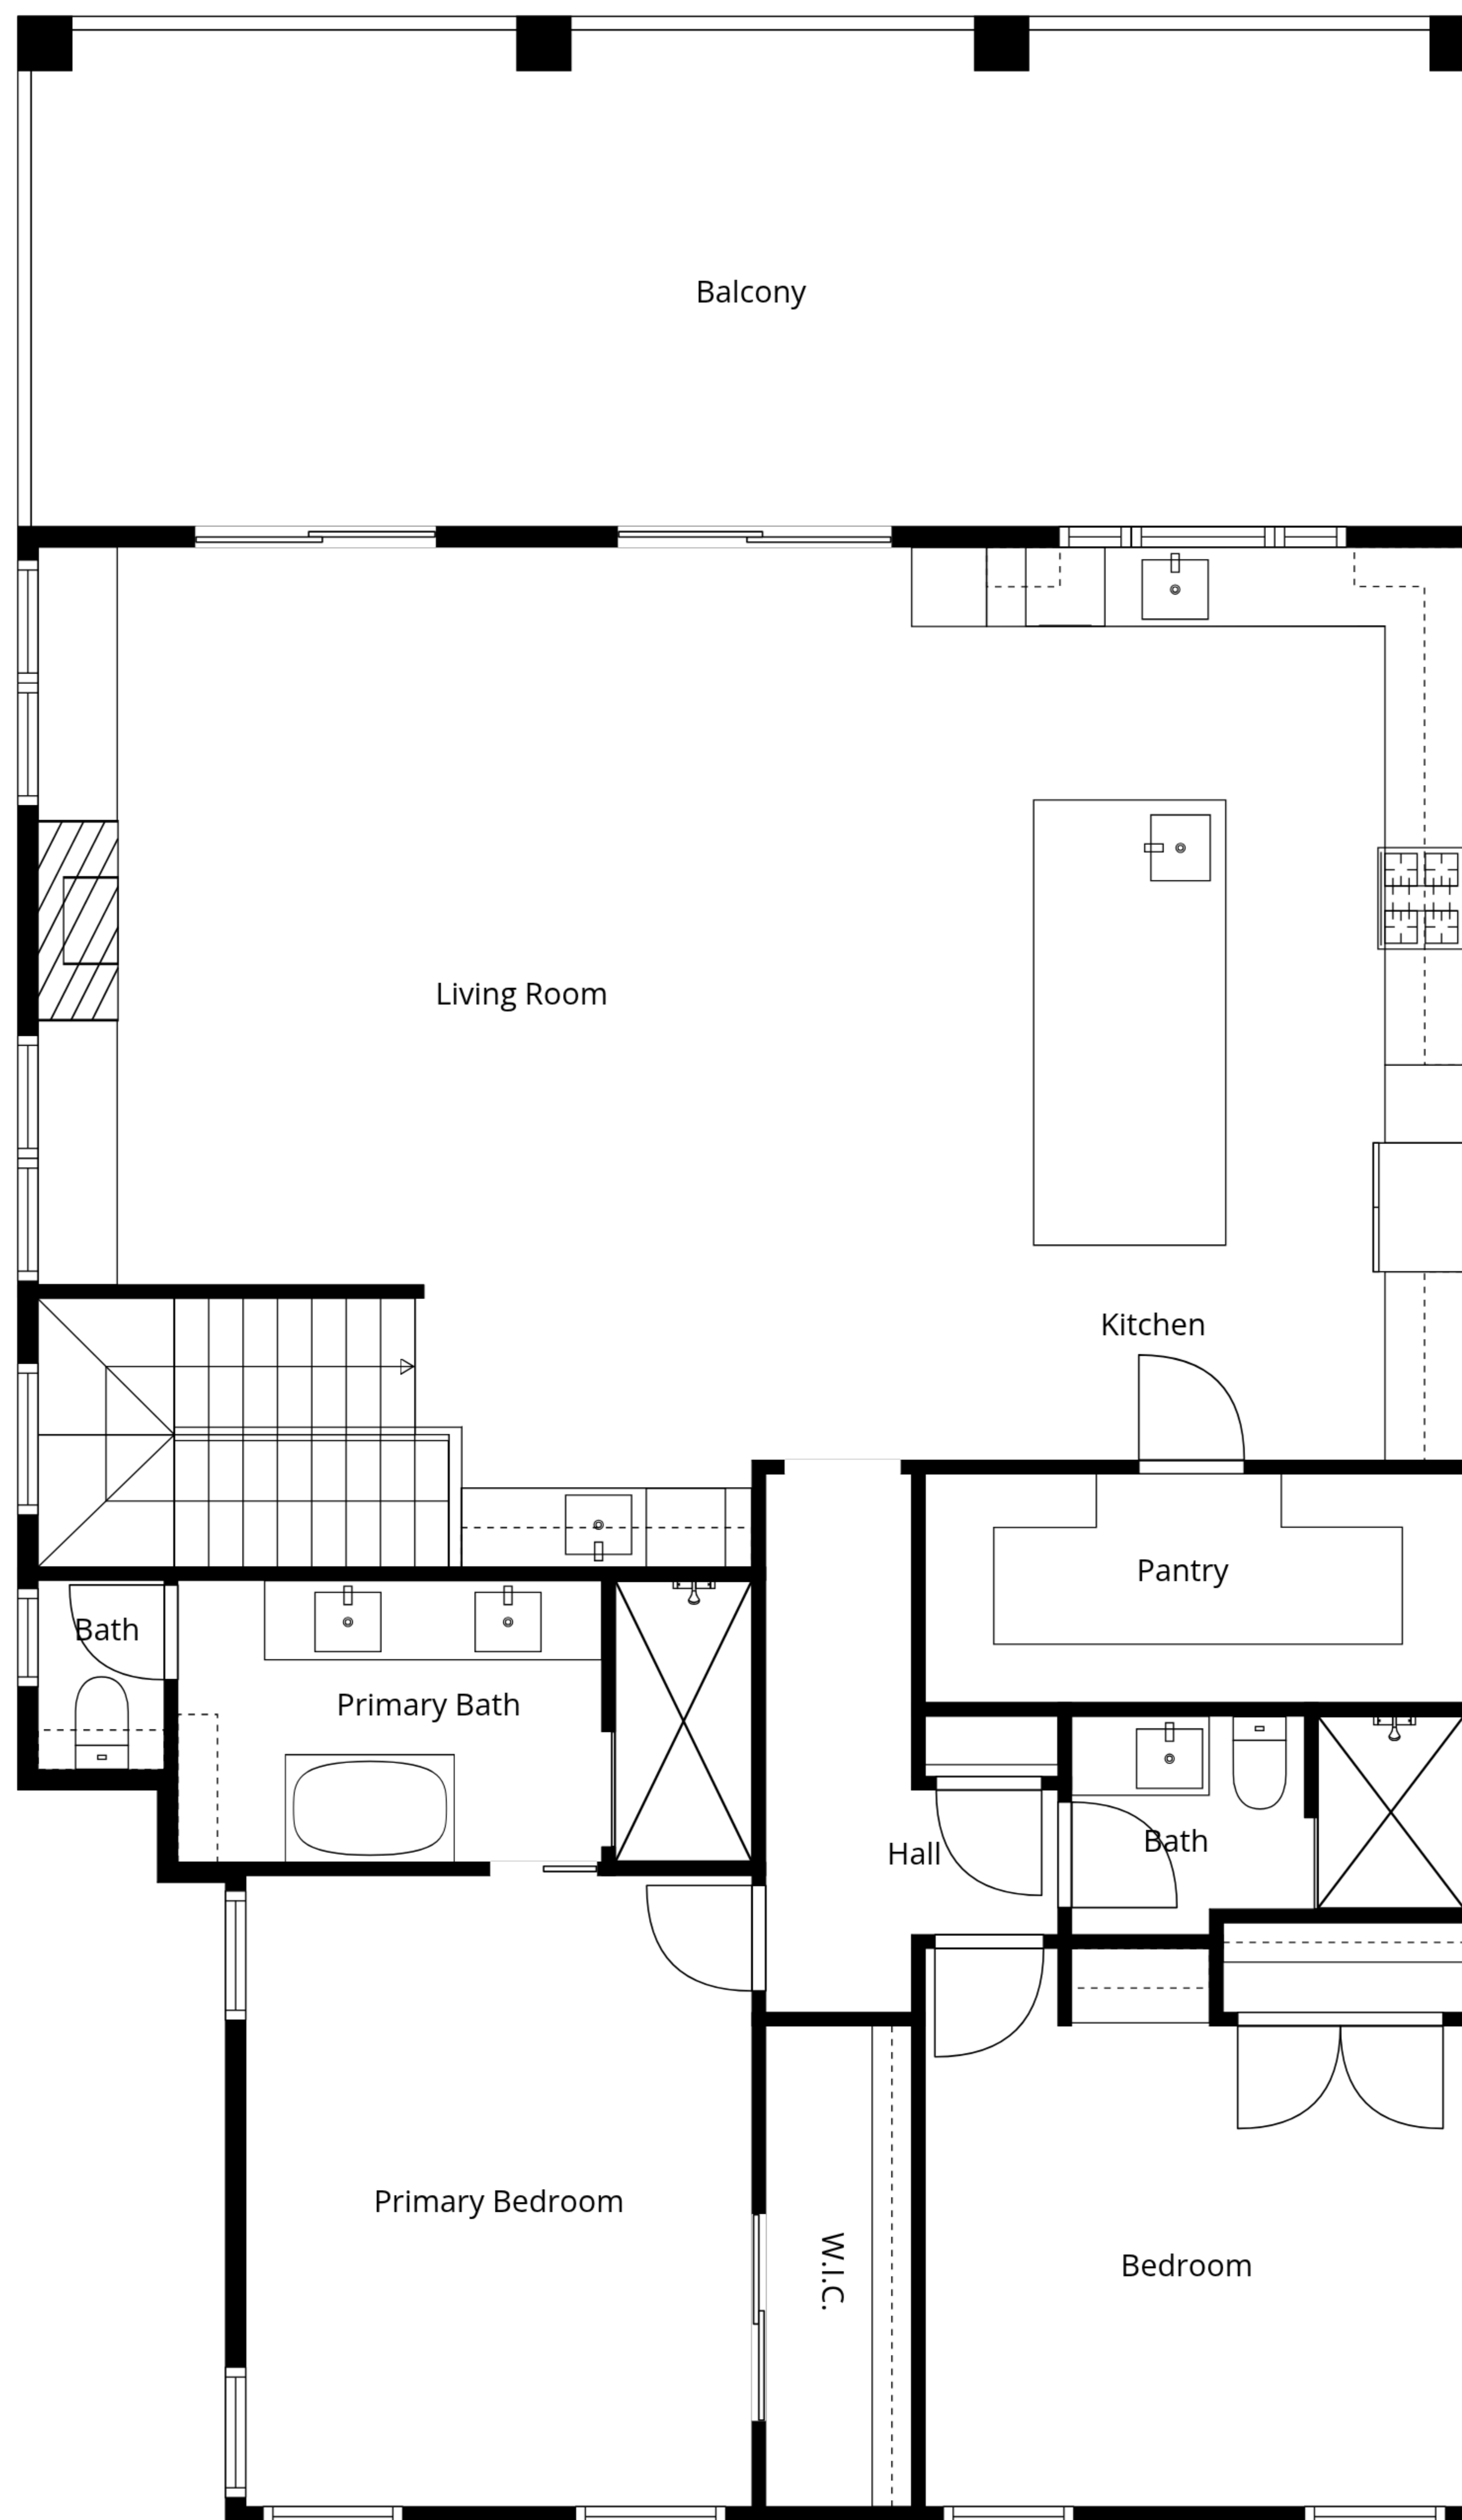 Balcony
Living Room
Kitchen
Pantry
Bath
Primary Bath
Bath
Hall
Primary Bedroom
W.I.C.
Bedroom